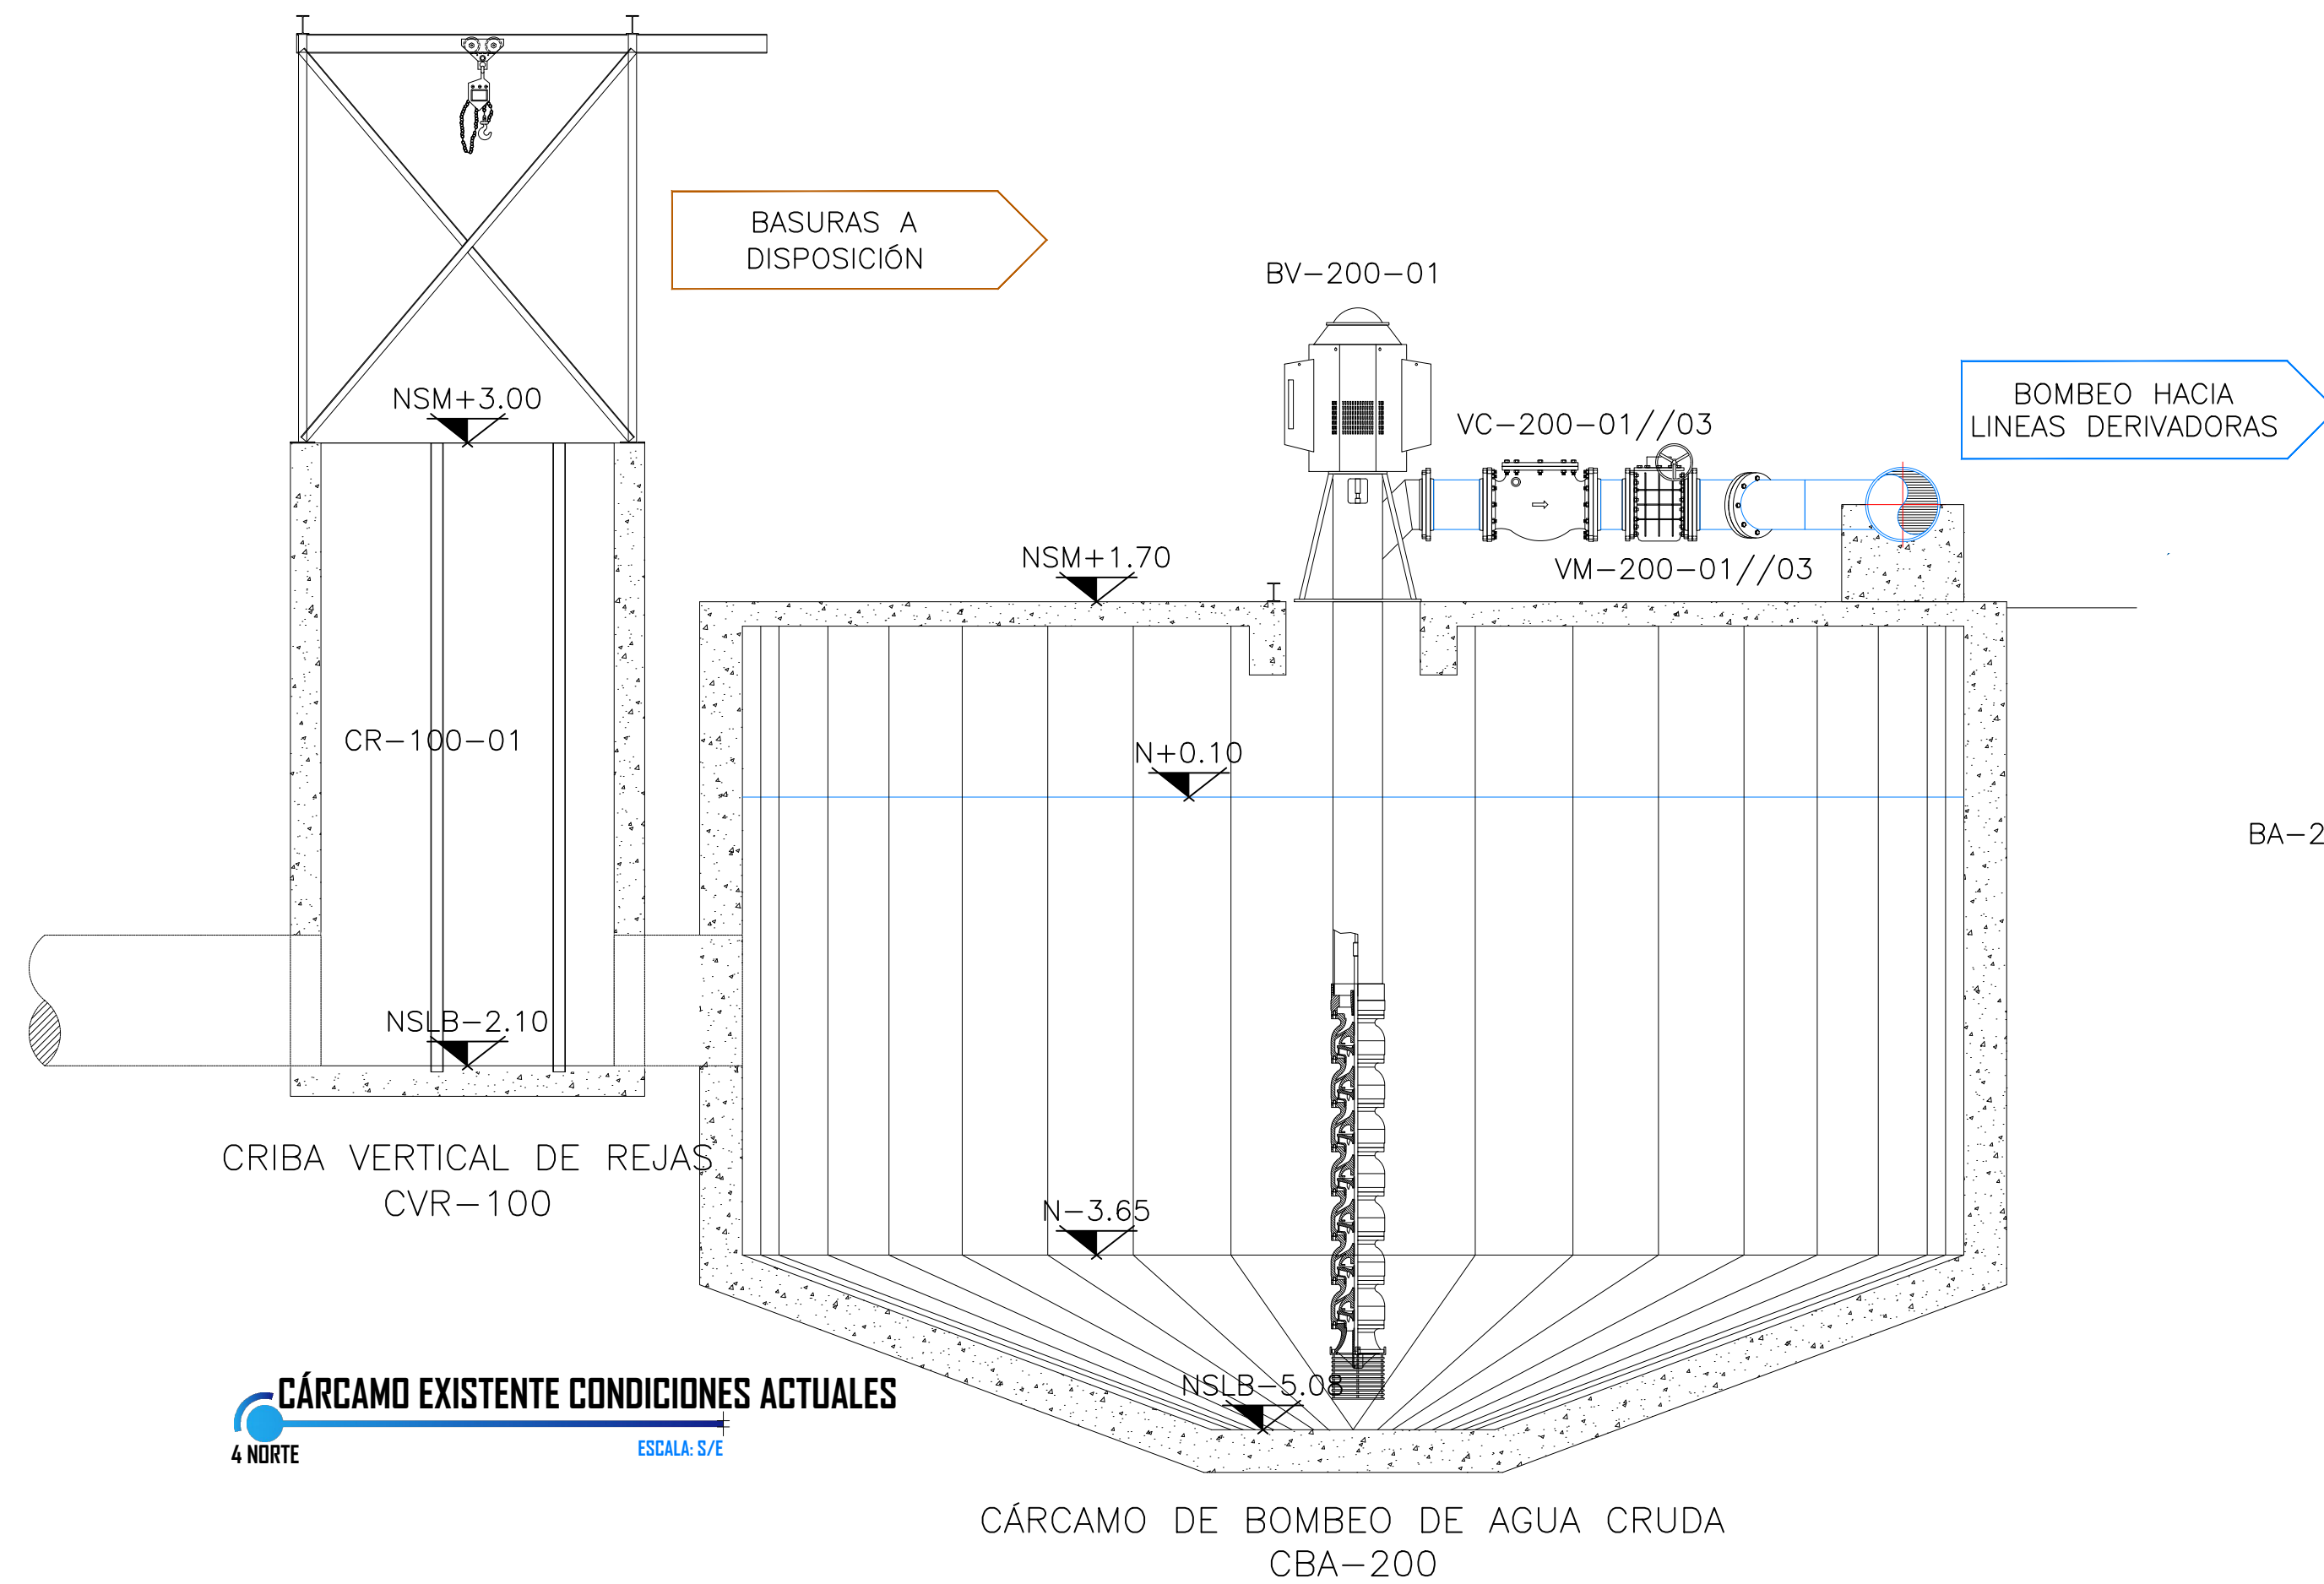 BASURAS A
DISPOSICIÓN
BV-200-01
BOMBEO HACIA
LINEAS DERIVADORAS
NSM+3.00
VC-200-01//03
NSM+1.70
VM-200-01//03
CR-100-01
N+0.10
BA-2
NSLB-2.10
CRIBA VERTICAL DE REJAS
CVR-100
N-3.65
NSLB-5.08
CÁRCAMO EXISTENTE CONDICIONES ACTUALES
4 NORTE
ESCALA: S/E
CÁRCAMO DE BOMBEO DE AGUA CRUDA
CBA-200